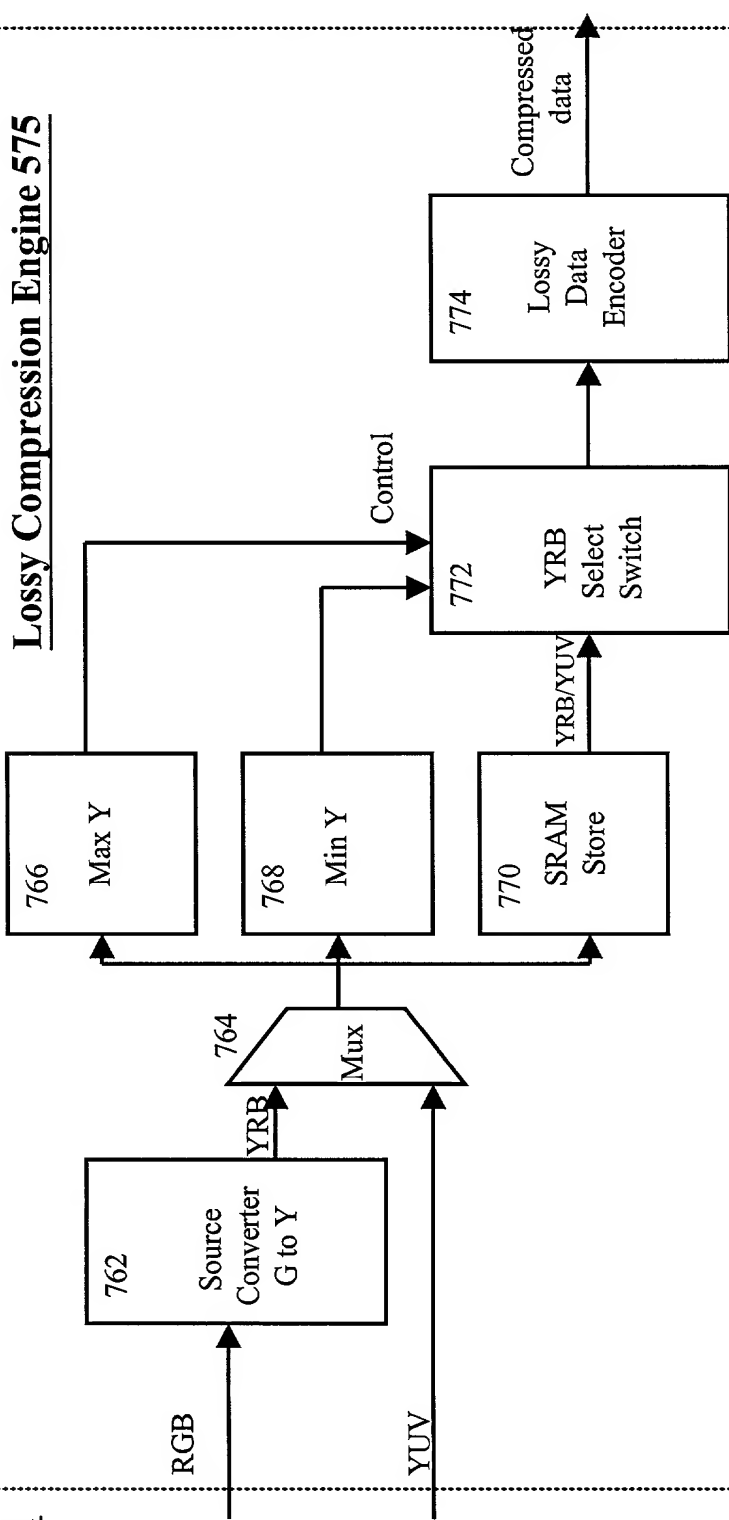 Lossy Compression Engine 575
RGB
YUV
762
Source
Converter
G to Y
YRB
764
Mux
766
Max Y
768
Min Y
770
SRAM
Store
YRB/YUV
Control
772
YRB
Select
Switch
774
Lossy
Data
Encoder
Compressed
data